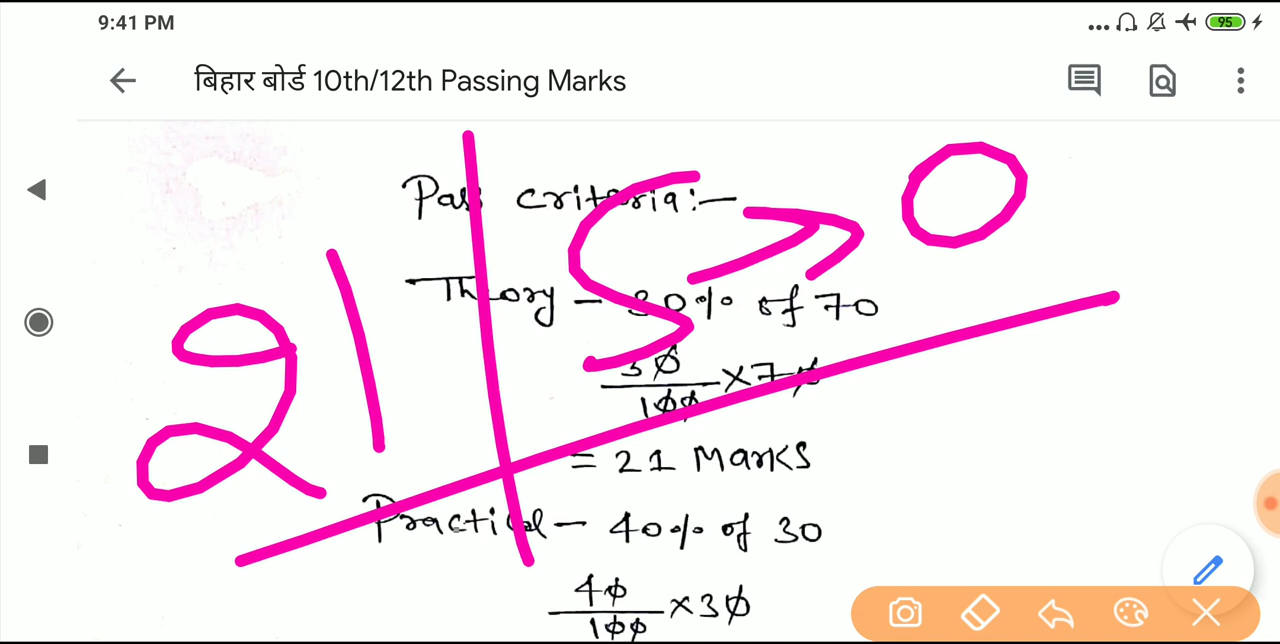 9:41 PM
95
बिहार बोर्ड 10th/12th Passing Marks
Pass criteria:-
Theory - 30% of 70
30/100 × 70
= 21 Marks
Practical - 40% of 30
40/100 × 30
21
50